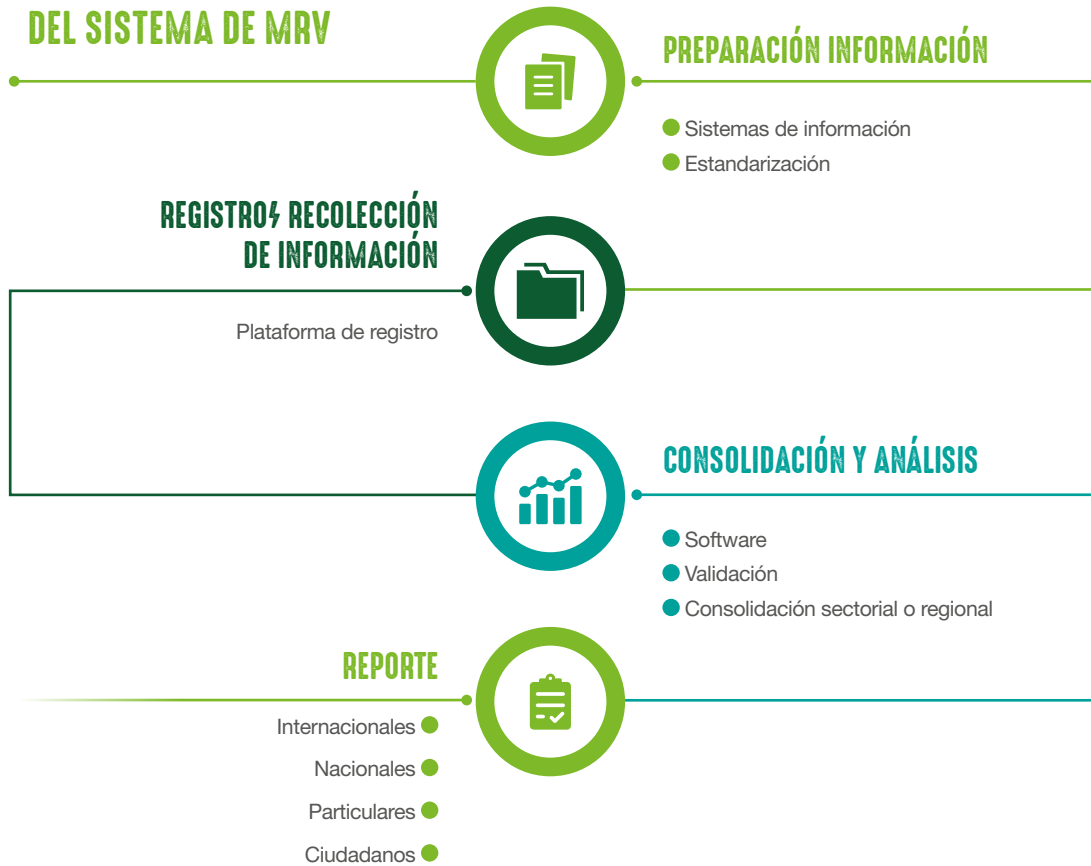 DEL SISTEMA DE MRV
PREPARACIÓN INFORMACIÓN
Sistemas de información
Estandarización
REGISTRO/ RECOLECCIÓN
DE INFORMACIÓN
Plataforma de registro
CONSOLIDACIÓN Y ANÁLISIS
Software
Validación
Consolidación sectorial o regional
REPORTE
Internacionales
Nacionales
Particulares
Ciudadanos